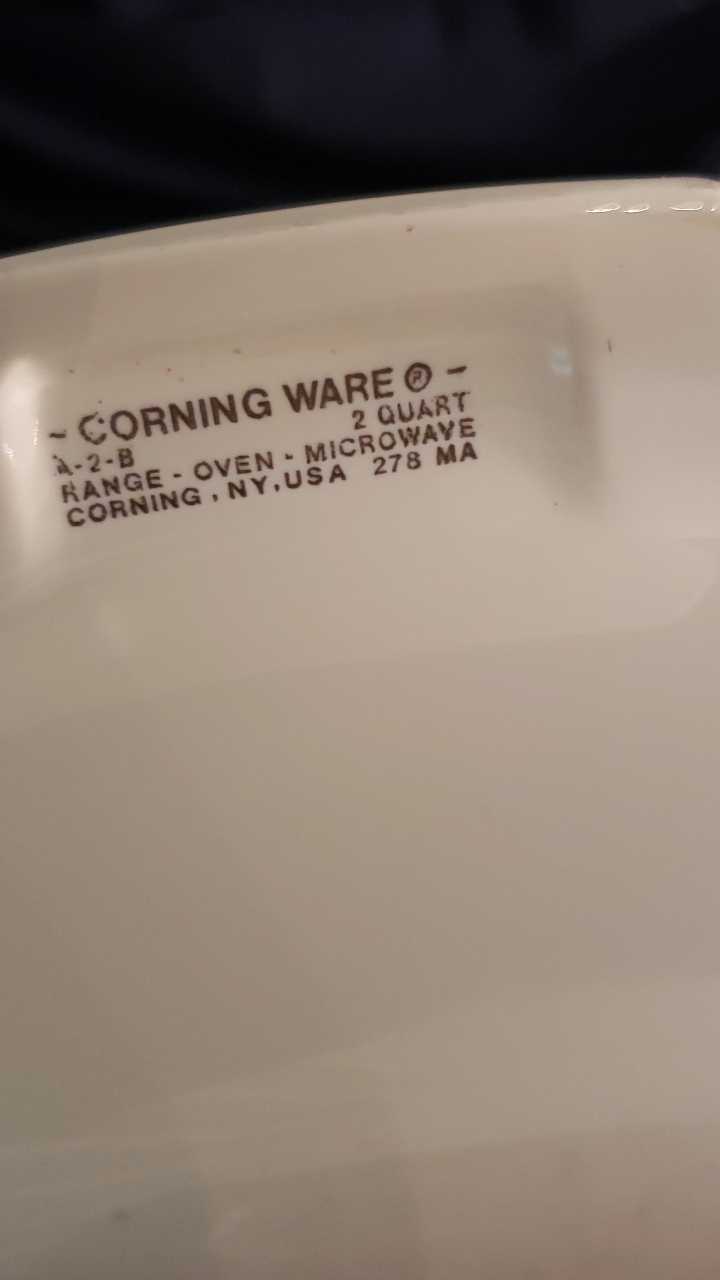 - CORNING WARE ® -
A-2-B 2 QUART
RANGE - OVEN - MICROWAVE
CORNING , NY, USA 278 MA